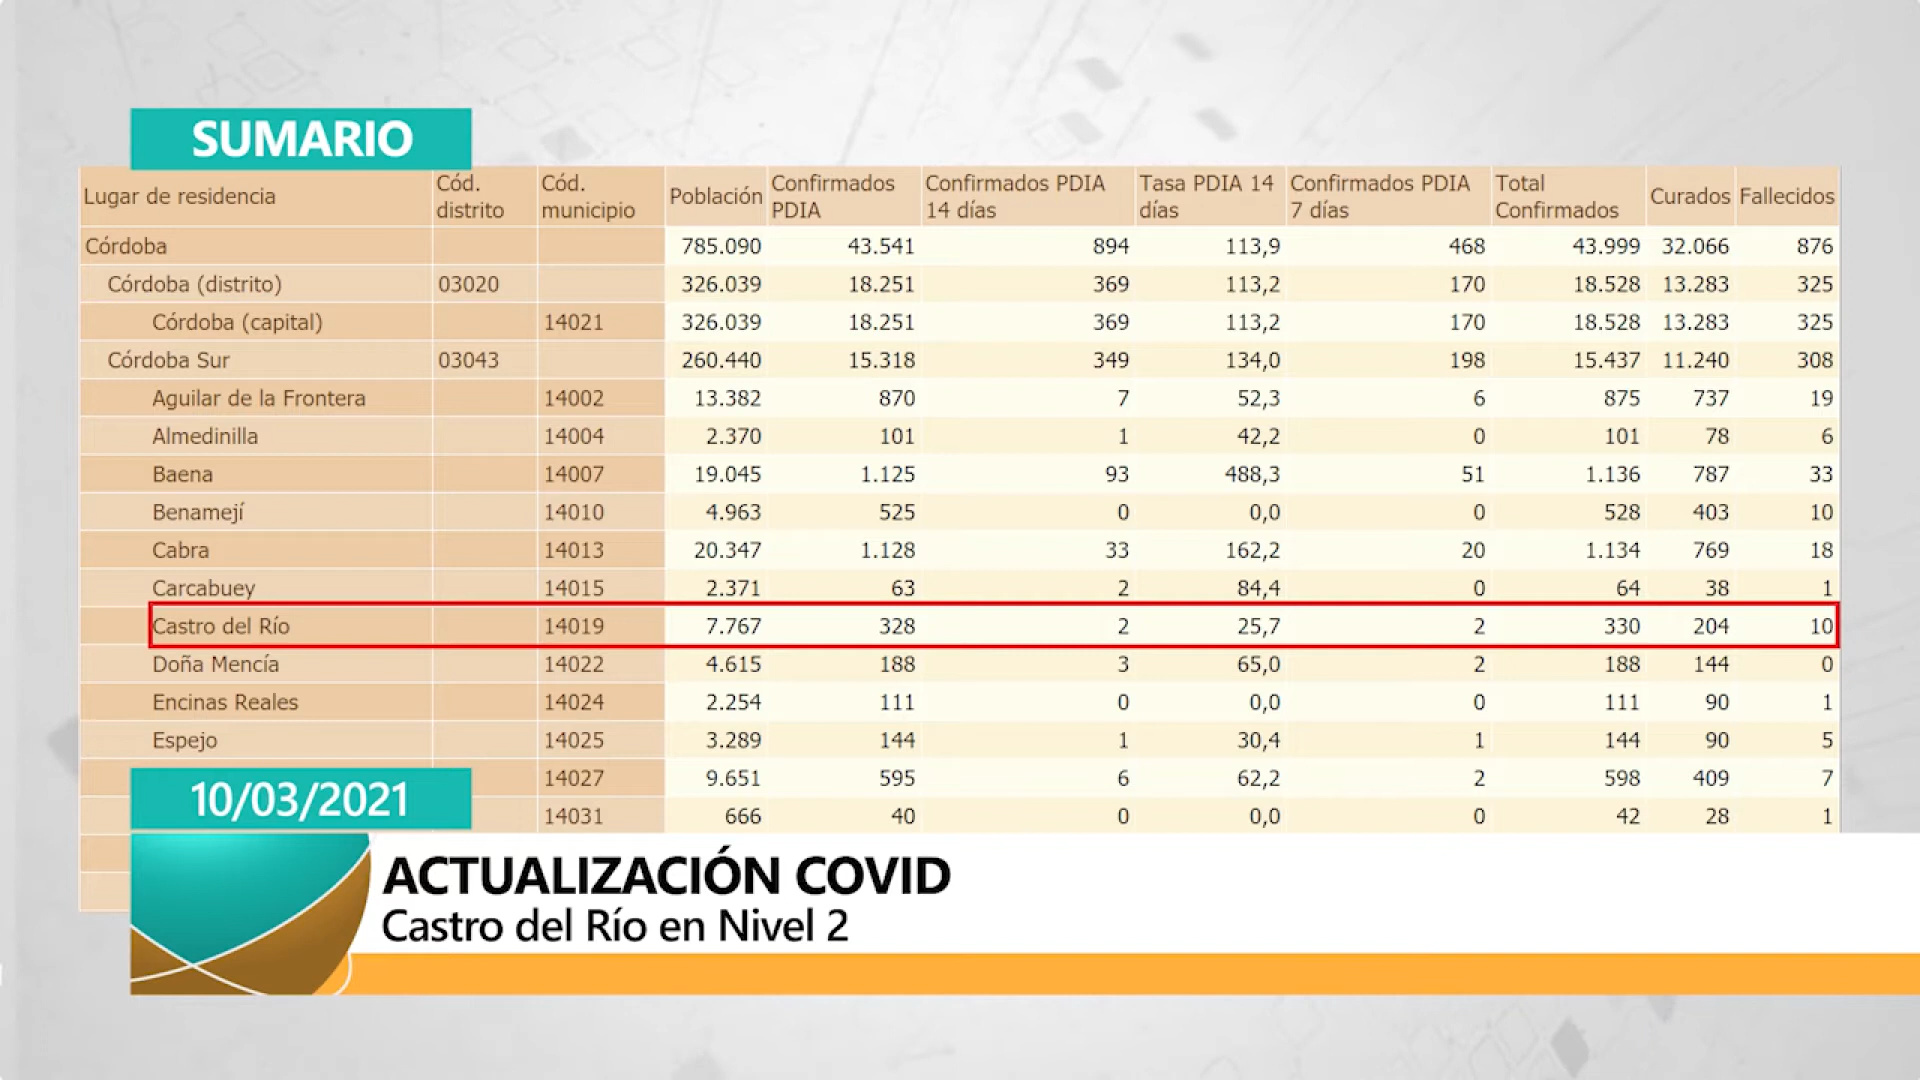 SUMARIO
Lugar de residencia Cód. distrito Cód. municipio Población Confirmados PDIA Confirmados PDIA 14 días Tasa PDIA 14 días Confirmados PDIA 7 días Total Confirmados Curados Fallecidos
Córdoba 785.090 43.541 894 113,9 468 43.999 32.066 876
Córdoba (distrito) 03020 326.039 18.251 369 113,2 170 18.528 13.283 325
Córdoba (capital) 14021 326.039 18.251 369 113,2 170 18.528 13.283 325
Córdoba Sur 03043 260.440 15.318 349 134,0 198 15.437 11.240 308
Aguilar de la Frontera 14002 13.382 870 7 52,3 6 875 737 19
Almedinilla 14004 2.370 101 1 42,2 0 101 78 6
Baena 14007 19.045 1.125 93 488,3 51 1.136 787 33
Benamejí 14010 4.963 525 0 0,0 0 528 403 10
Cabra 14013 20.347 1.128 33 162,2 20 1.134 769 18
Carcabuey 14015 2.371 63 2 84,4 0 64 38 1
Castro del Río 14019 7.767 328 2 25,7 2 330 204 10
Doña Mencía 14022 4.615 188 3 65,0 2 188 144 0
Encinas Reales 14024 2.254 111 0 0,0 0 111 90 1
Espejo 14025 3.289 144 1 30,4 1 144 90 5
14027 9.651 595 6 62,2 2 598 409 7
14031 666 40 0 0,0 0 42 28 1
10/03/2021
ACTUALIZACIÓN COVID
Castro del Río en Nivel 2